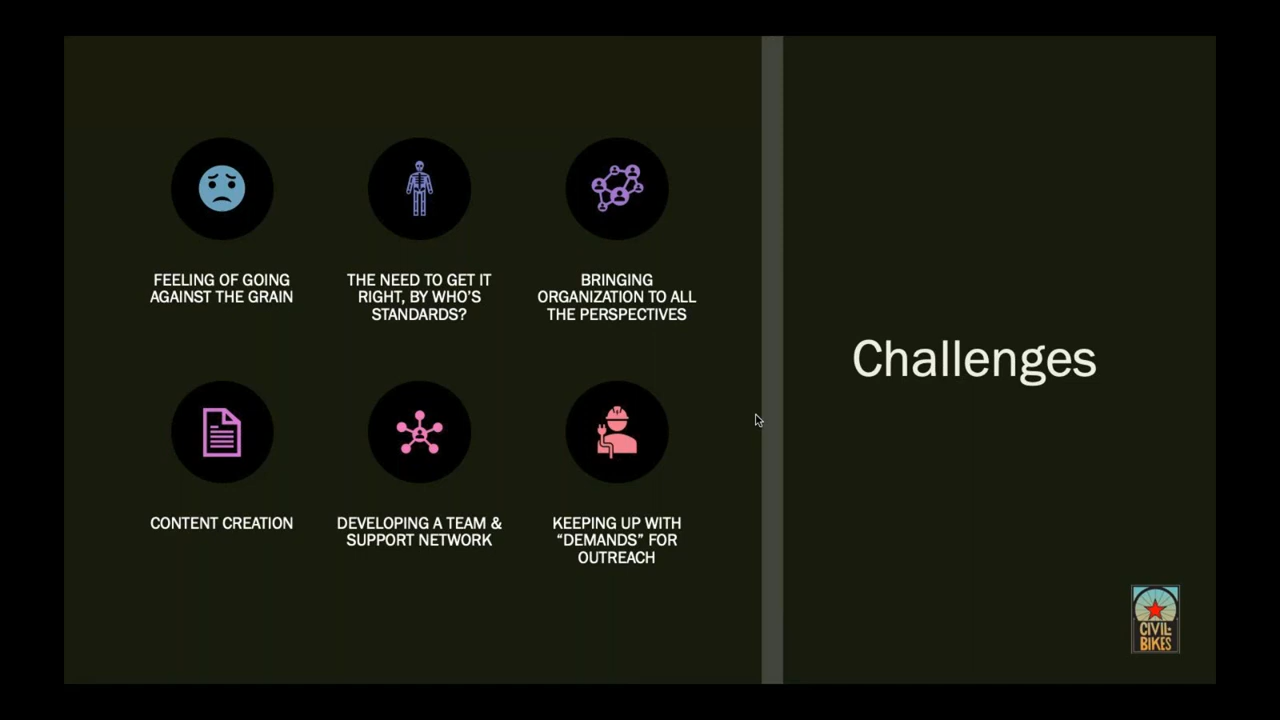 FEELING OF GOING
AGAINST THE GRAIN
THE NEED TO GET IT
RIGHT, BY WHO'S
STANDARDS?
BRINGING
ORGANIZATION TO ALL
THE PERSPECTIVES
CONTENT CREATION
DEVELOPING A TEAM &
SUPPORT NETWORK
KEEPING UP WITH
“DEMANDS” FOR
OUTREACH
Challenges
CIVIL
BIKES